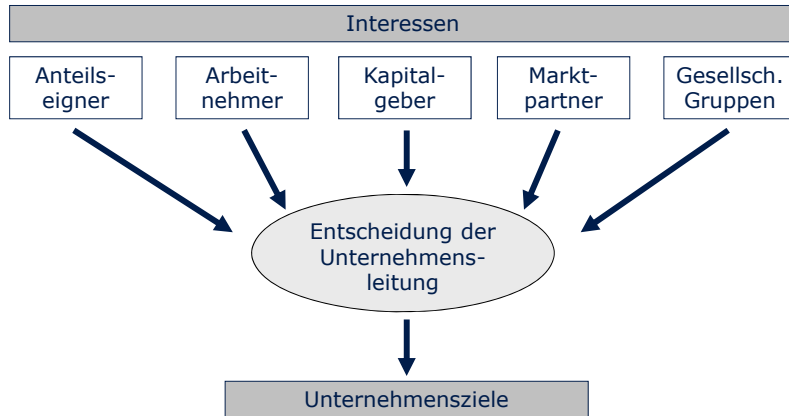 Interessen
Anteils-
eigner
Arbeit-
nehmer
Kapital-
geber
Markt-
partner
Gesellsch.
Gruppen
Entscheidung der
Unternehmens-
leitung
Unternehmensziele